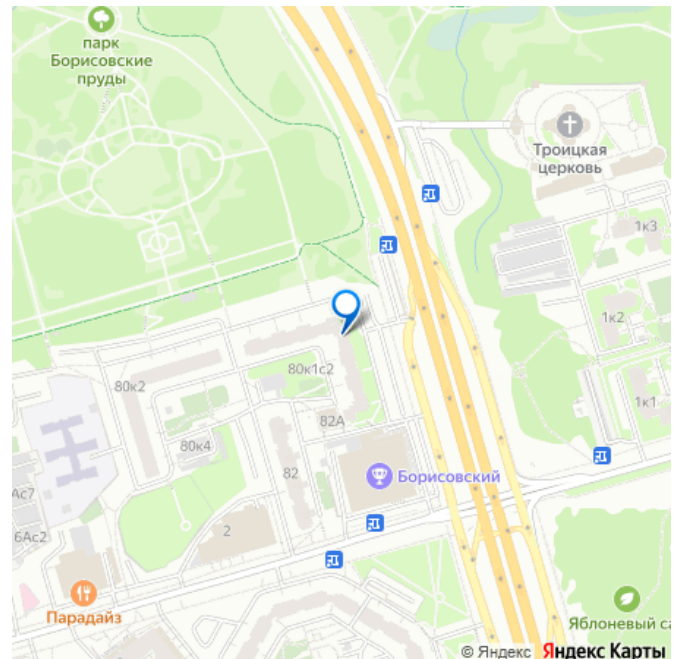 парк
Борисовские
пруды
Троицкая
церковь
1к3
1к2
80к1с2
80к2
1к1
82А
80к4
82
Борисовский
Ас7
2
6Ас2
Парадайз
Яблоневый са
© Яндекс Яндекс Карты